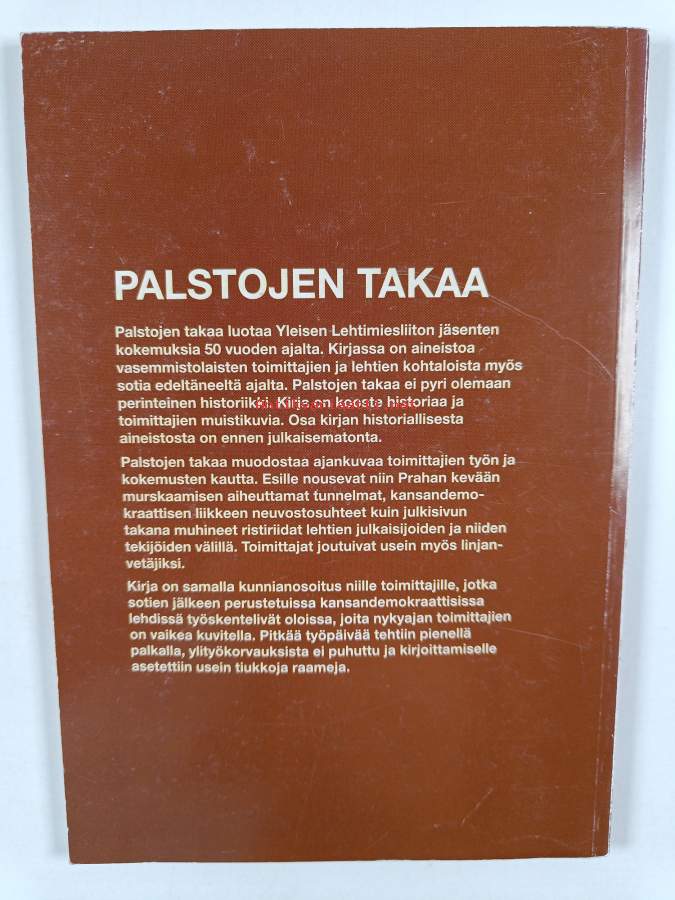 PALSTOJEN TAKAA
Palstojen takaa luotaa Yleisen Lehtimiesliiton jäsenten
kokemuksia 50 vuoden ajalta. Kirjassa on aineistoa
vasemmistolaisten toimittajien ja lehtien kohtaloista myös
sotia edeltäneeltä ajalta. Palstojen takaa ei pyri olemaan
perinteinen historiikki. Kirja on kooste historiaa ja
toimittajien muistikuvia. Osa kirjan historiallisesta
aineistosta on ennen julkaisematonta.
Palstojen takaa muodostaa ajankuvaa toimittajien työn ja
kokemusten kautta. Esille nousevat niin Prahan kevään
murskaamisen aiheuttamat tunnelmat, kansandemo-
kraattisen liikkeen neuvostosuhteet kuin julkisivun
takana muhineet ristiriidat lehtien julkaisijoiden ja niiden
tekijöiden välillä. Toimittajat joutuivat usein myös linjan-
vetäjiksi.
Kirja on samalla kunnianosoitus niille toimittajille, jotka
sotien jälkeen perustetuissa kansandemokraattisissa
lehdissä työskentelivät oloissa, joita nykyajan toimittajien
on vaikea kuvitella. Pitkää työpäivää tehtiin pienellä
palkalla, ylityökorvauksista ei puhuttu ja kirjoittamiselle
asetettiin usein tiukkoja raameja.